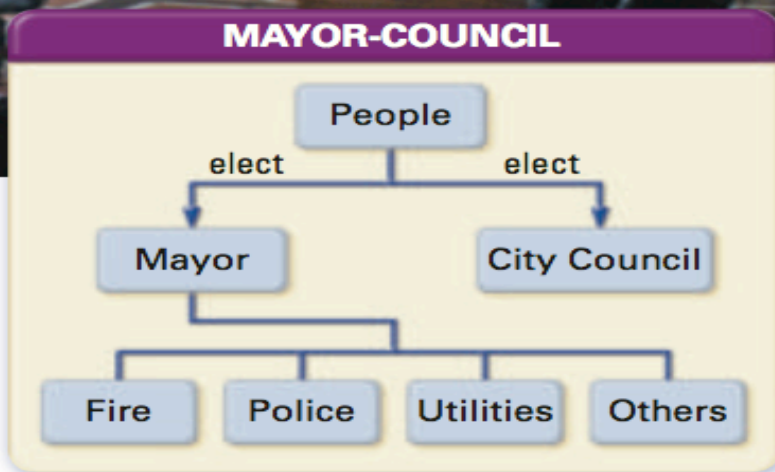 MAYOR-COUNCIL
People
elect elect
Mayor City Council
Fire Police Utilities Others